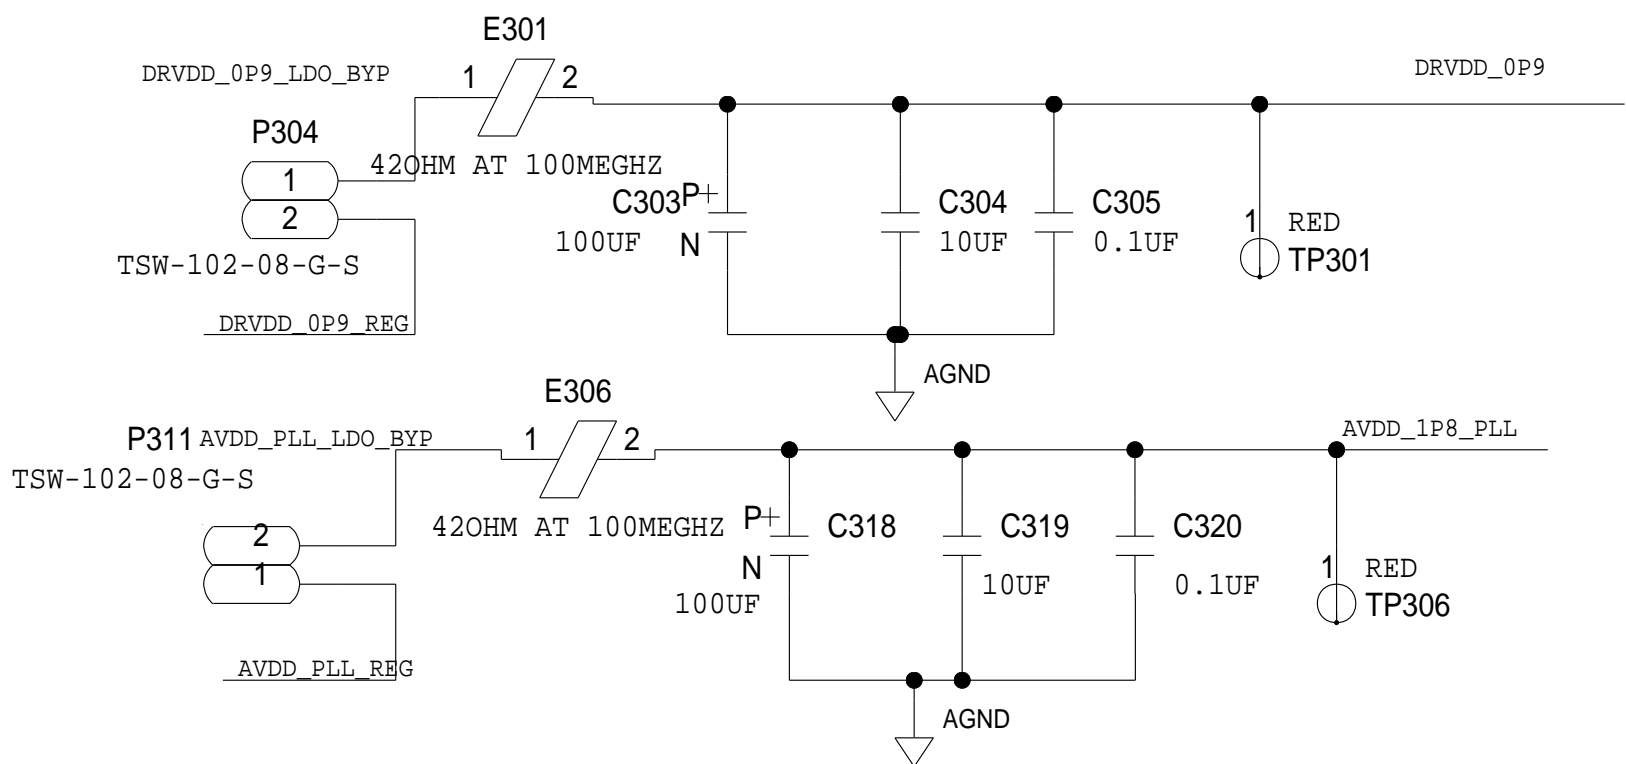 E301
DRVDD_0P9_LDO_BYP
1
2
DRVDD_0P9
P304
42OHM AT 100MEGHZ
1
2
C303
P+
N
100UF
C304
10UF
C305
0.1UF
1
RED
TP301
TSW-102-08-G-S
DRVDD_0P9_REG
AGND
E306
P311
AVDD_PLL_LDO_BYP
1
2
AVDD_1P8_PLL
TSW-102-08-G-S
42OHM AT 100MEGHZ
2
1
P+
N
100UF
C318
C319
10UF
C320
0.1UF
1
RED
TP306
AVDD_PLL_REG
AGND